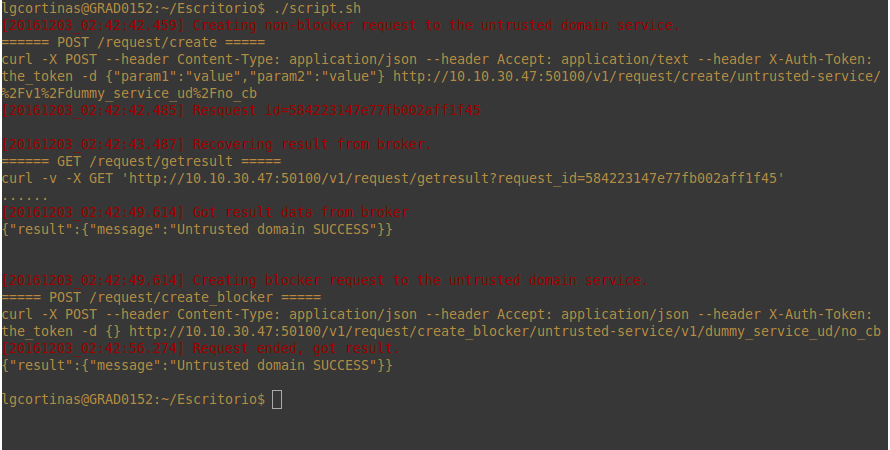 lgcortinas@GRAD0152:~/Escritorio$ ./script.sh
[20161203_02:42:42.459] Creating non blocker request to the untrusted domain service.
====== POST /request/create =====
curl -X POST --header Content-Type: application/json --header Accept: application/text --header X-Auth-Token:
the_token -d {"param1":"value","param2":"value"} http://10.10.30.47:50100/v1/request/create/untrusted-service/
%2Fv1%2Fdummy_service_ud%2Fno_cb
[20161203_02:42:42.485] Resquest id=584223147e77fb002aff1f45
[20161203_02:42:43.487] Recovering result from broker.
====== GET /request/getresult =====
curl -v -X GET 'http://10.10.30.47:50100/v1/request/getresult?request_id=584223147e77fb002aff1f45'
......
[20161203_02:42:49.614] Got result data from broker
{"result":{"message":"Untrusted domain SUCCESS"}}
[20161203_02:42:49.614] Creating blocker request to the untrusted domain service.
===== POST /request/create_blocker =====
curl -X POST --header Content-Type: application/json --header Accept: application/json --header X-Auth-Token:
the_token -d {} http://10.10.30.47:50100/v1/request/create_blocker/untrusted-service/v1/dummy_service_ud/no_cb
[20161203_02:42:56.274] Request ended, got result.
{"result":{"message":"Untrusted domain SUCCESS"}}
lgcortinas@GRAD0152:~/Escritorio$